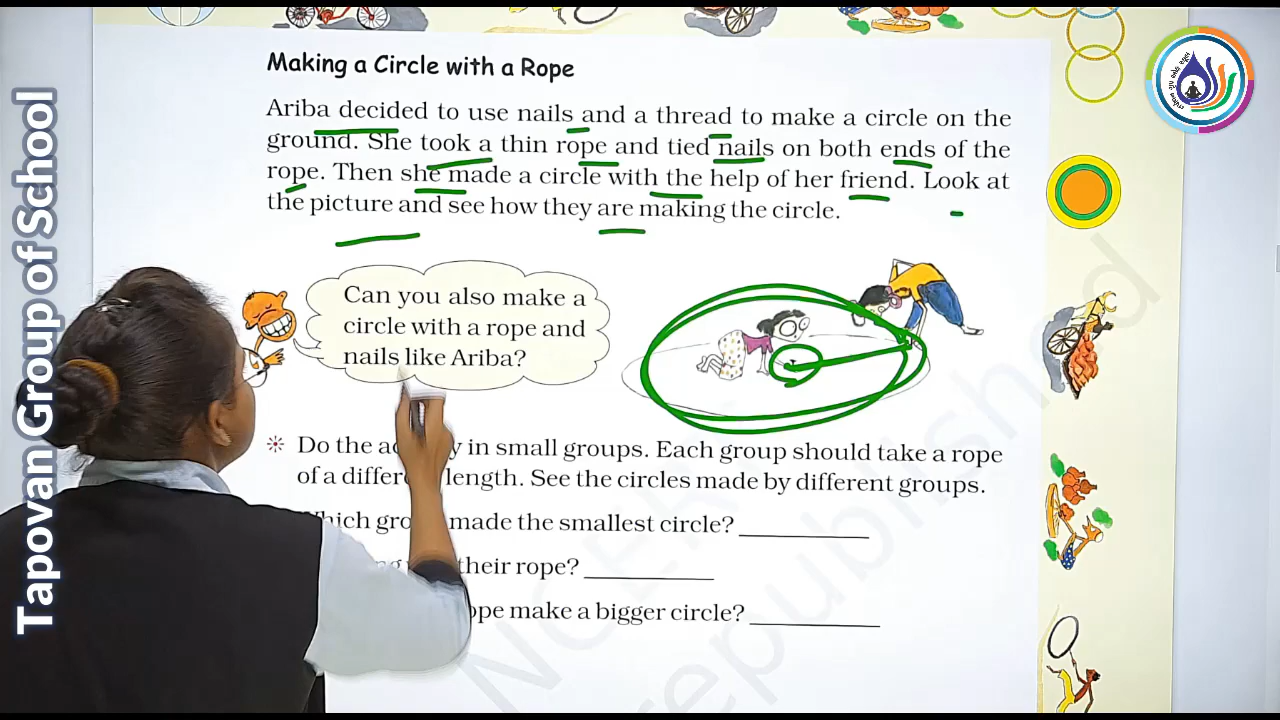 Making a Circle with a Rope
Ariba decided to use nails and a thread to make a circle on the
ground. She took a thin rope and tied nails on both ends of the
rope. Then she made a circle with the help of her friend. Look at
the picture and see how they are making the circle.
Can you also make a
circle with a rope and
nails like Ariba?
Do the in small groups. Each group should take a rope
of a length. See the circles made by different groups.
made the smallest circle?
their rope?
make a bigger circle?
Tapovan Group of School
republished